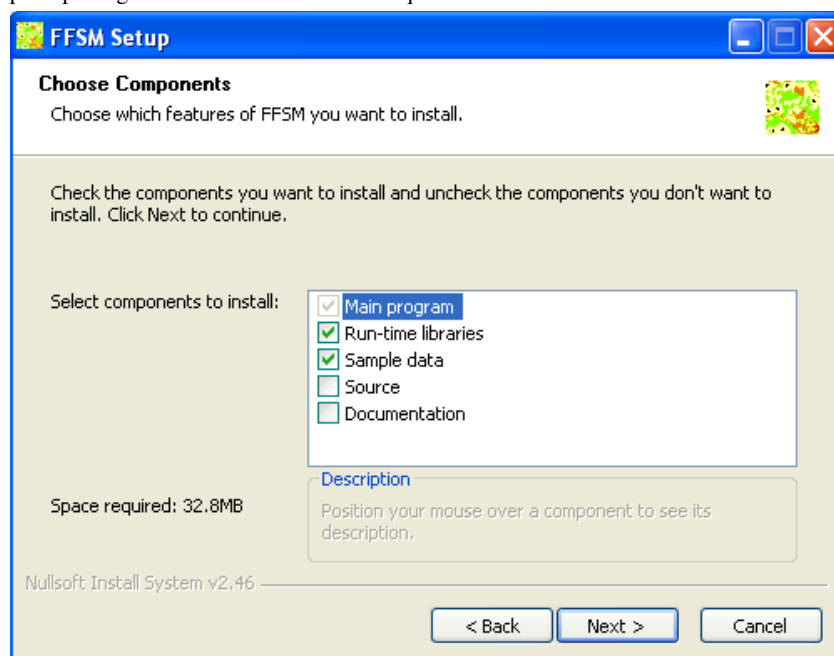 FFSM Setup
Choose Components
Choose which features of FFSM you want to install.
Check the components you want to install and uncheck the components you don't want to
install. Click Next to continue.
Select components to install:
Main program
Run-time libraries
Sample data
Source
Documentation
Space required: 32.8MB
Description
Position your mouse over a component to see its
description.
Nullsoft Install System v2.46
< Back
Next >
Cancel